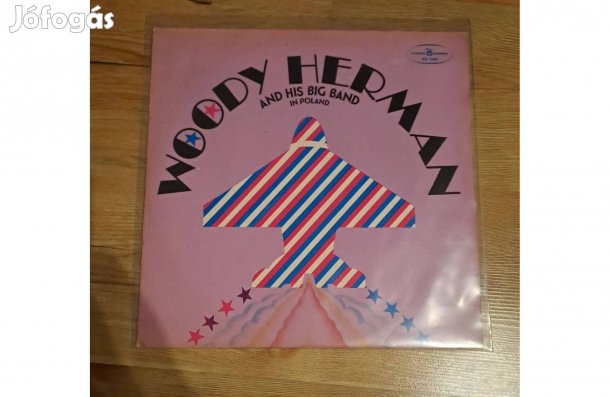 Jófogás
WOODY HERMAN
AND HIS BIG BAND
IN POLAND